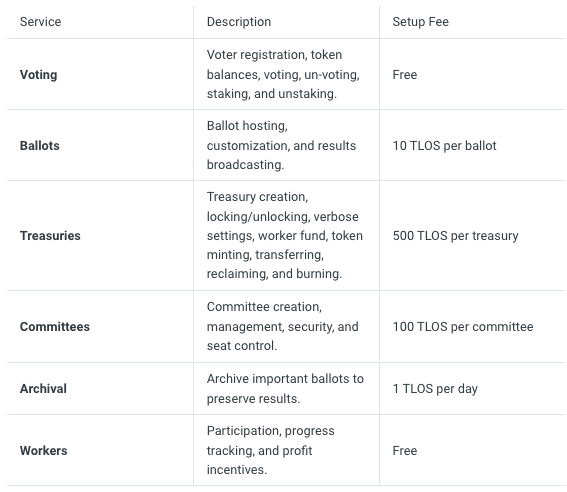 Service Description Setup Fee
Voter registration, token
Voting balances, voting, un-voting, Free
staking, and unstaking.
Ballot hosting,
Ballots customization, and results 10 TLOS per ballot
broadcasting.
Treasury creation,
locking/unlocking, verbose
Treasuries settings, worker fund, token 500 TLOS per treasury
minting, transferring,
reclaiming, and burning.
Committee creation,
Committees management, security, and 100 TLOS per committee
seat control.
Archival Archive important ballots to 1 TLOS per day
preserve results.
Participation, progress
Workers tracking, and profit Free
incentives.